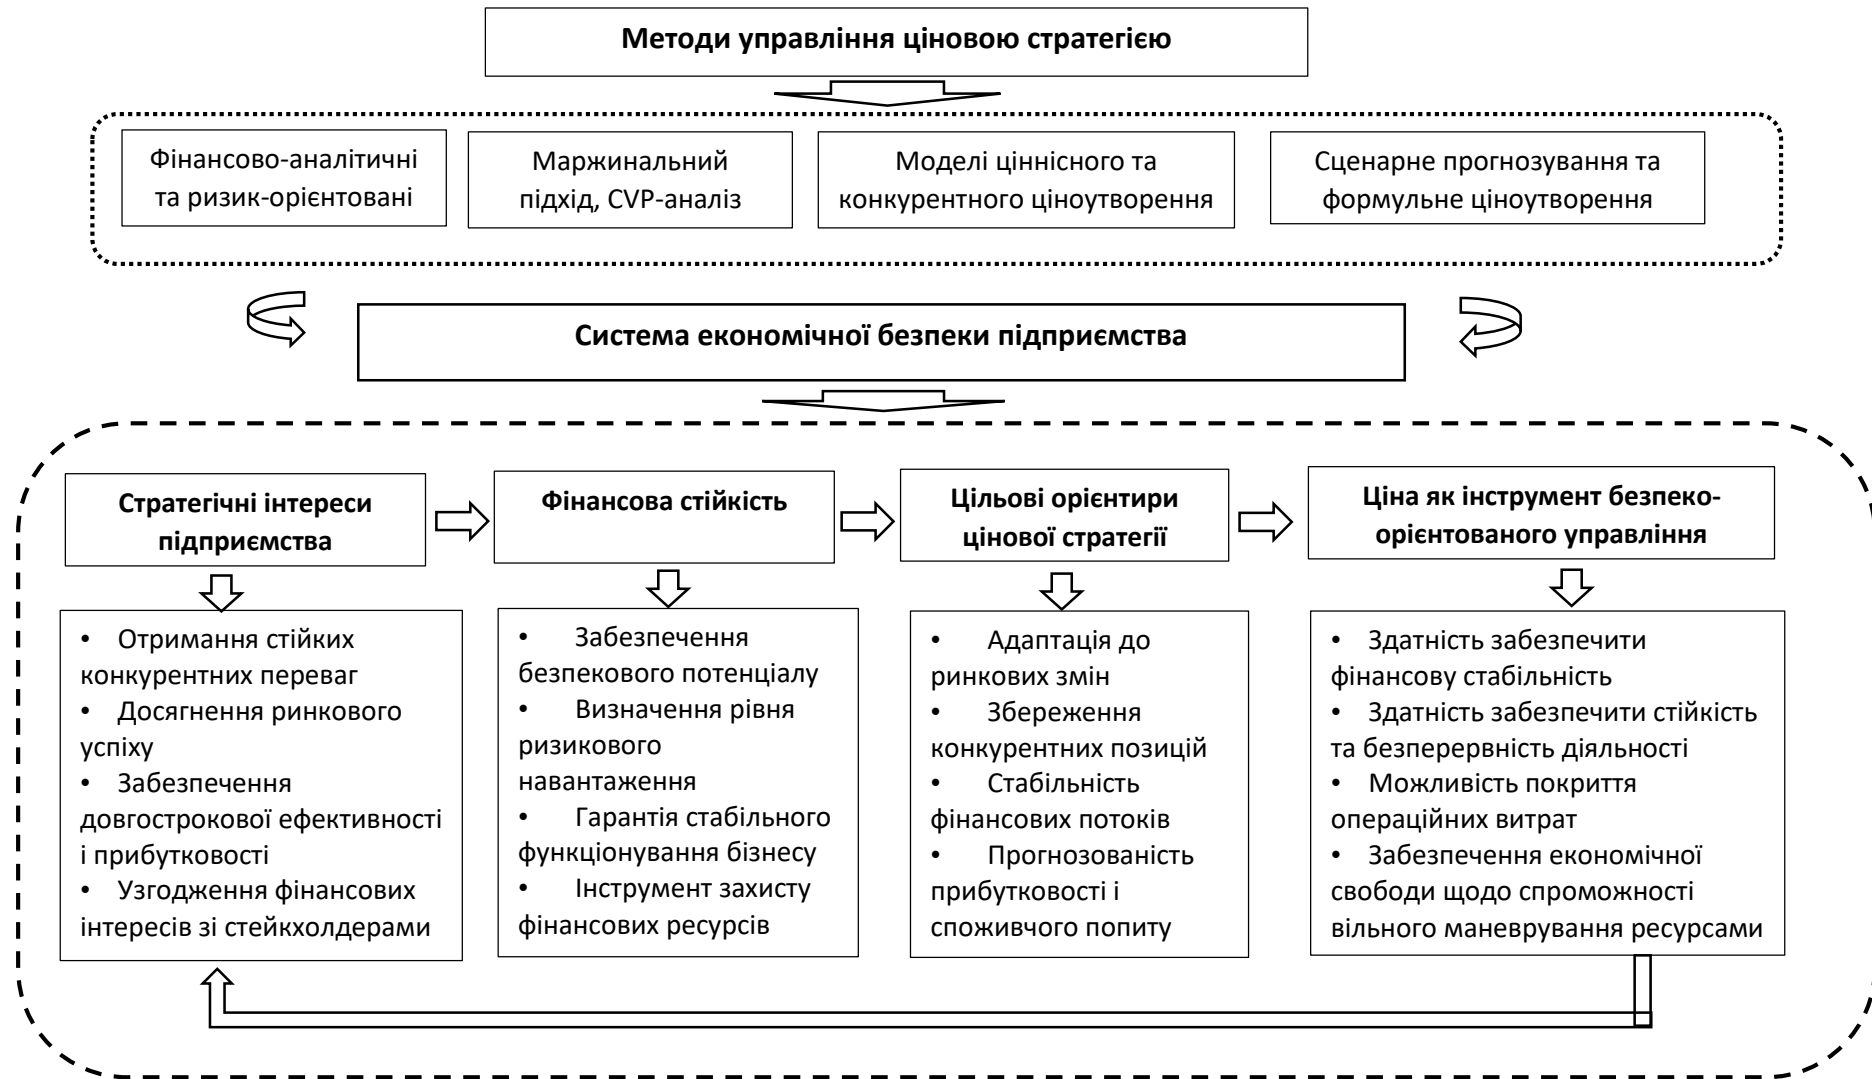 Методи управління ціновою стратегією
Фінансово-аналітичні
та ризик-орієнтовані
Маржинальний
підхід, CVP-аналіз
Моделі ціннісного та
конкурентного ціноутворення
Сценарне прогнозування та
формульне ціноутворення
Система економічної безпеки підприємства
Стратегічні інтереси
підприємства
Фінансова стійкість
Цільові орієнтири
цінової стратегії
Ціна як інструмент безпеко-
орієнтованого управління
• Отримання стійких
конкурентних переваг
• Досягнення ринкового
успіху
• Забезпечення
довгострокової ефективності
і прибутковості
• Узгодження фінансових
інтересів зі стейкхолдерами
• Забезпечення
безпекового потенціалу
• Визначення рівня
ризикового
навантаження
• Гарантія стабільного
функціонування бізнесу
• Інструмент захисту
фінансових ресурсів
• Адаптація до
ринкових змін
• Збереження
конкурентних позицій
• Стабільність
фінансових потоків
• Прогнозованість
прибутковості і
споживчого попиту
• Здатність забезпечити
фінансову стабільність
• Здатність забезпечити стійкість
та безперервність діяльності
• Можливість покриття
операційних витрат
• Забезпечення економічної
свободи щодо спроможності
вільного маневрування ресурсами